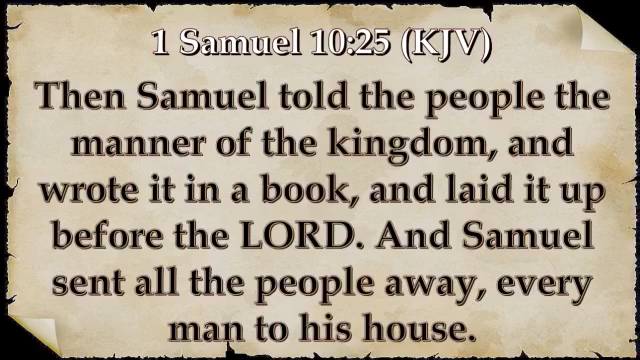 1 Samuel 10:25 (KJV)
Then Samuel told the people the
manner of the kingdom, and
wrote it in a book, and laid it up
before the LORD. And Samuel
sent all the people away, every
man to his house.